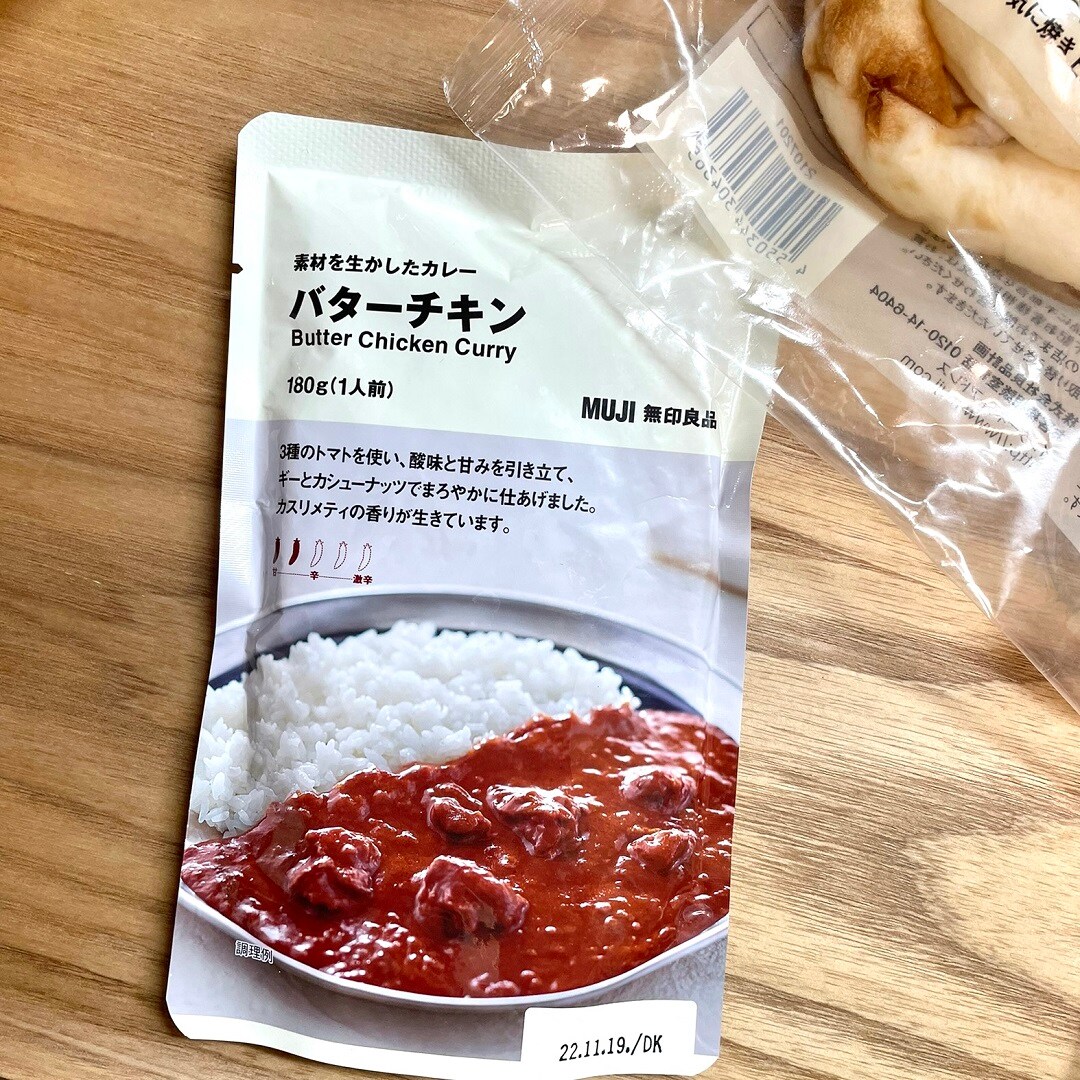 素材を生かしたカレー
バターチキン
Butter Chicken Curry
180g(1人前)
MUJI 無印良品
3種のトマトを使い、酸味と甘みを引き立て、
ギーとカシューナッツでまろやかに仕あげました。
カスリメティの香りが生きています。
甘 辛 激辛
調理例
22.11.19./DK
2107201
0120-14-6404